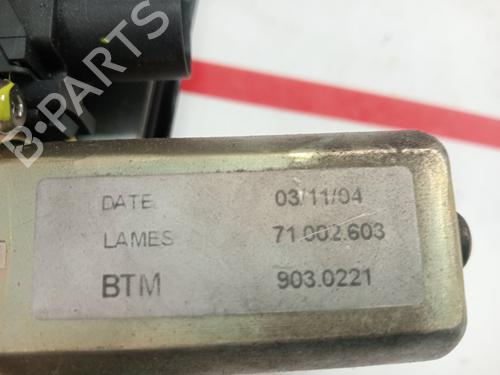 B-PARTS
DATE 03/11/04
LAMES 71.002.603
BTM 903.0221